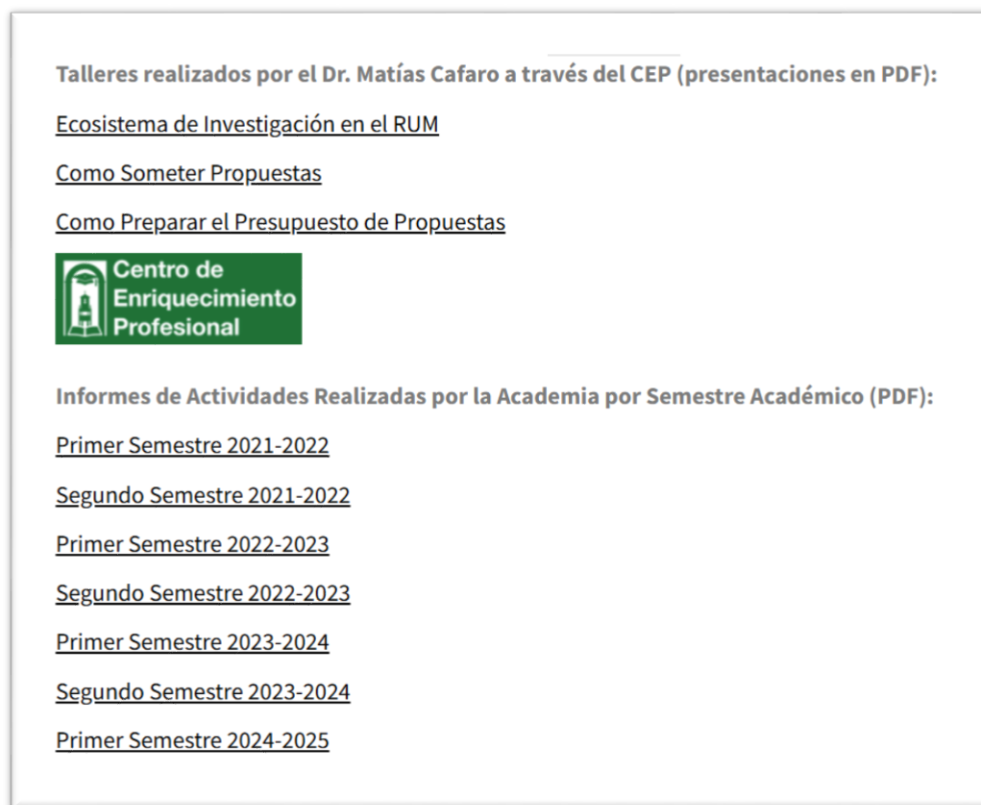 Talleres realizados por el Dr. Matías Cafaro a través del CEP (presentaciones en PDF):
Ecosistema de Investigación en el RUM
Como Someter Propuestas
Como Preparar el Presupuesto de Propuestas
Centro de
Enriquecimiento
Profesional
Informes de Actividades Realizadas por la Academia por Semestre Académico (PDF):
Primer Semestre 2021-2022
Segundo Semestre 2021-2022
Primer Semestre 2022-2023
Segundo Semestre 2022-2023
Primer Semestre 2023-2024
Segundo Semestre 2023-2024
Primer Semestre 2024-2025